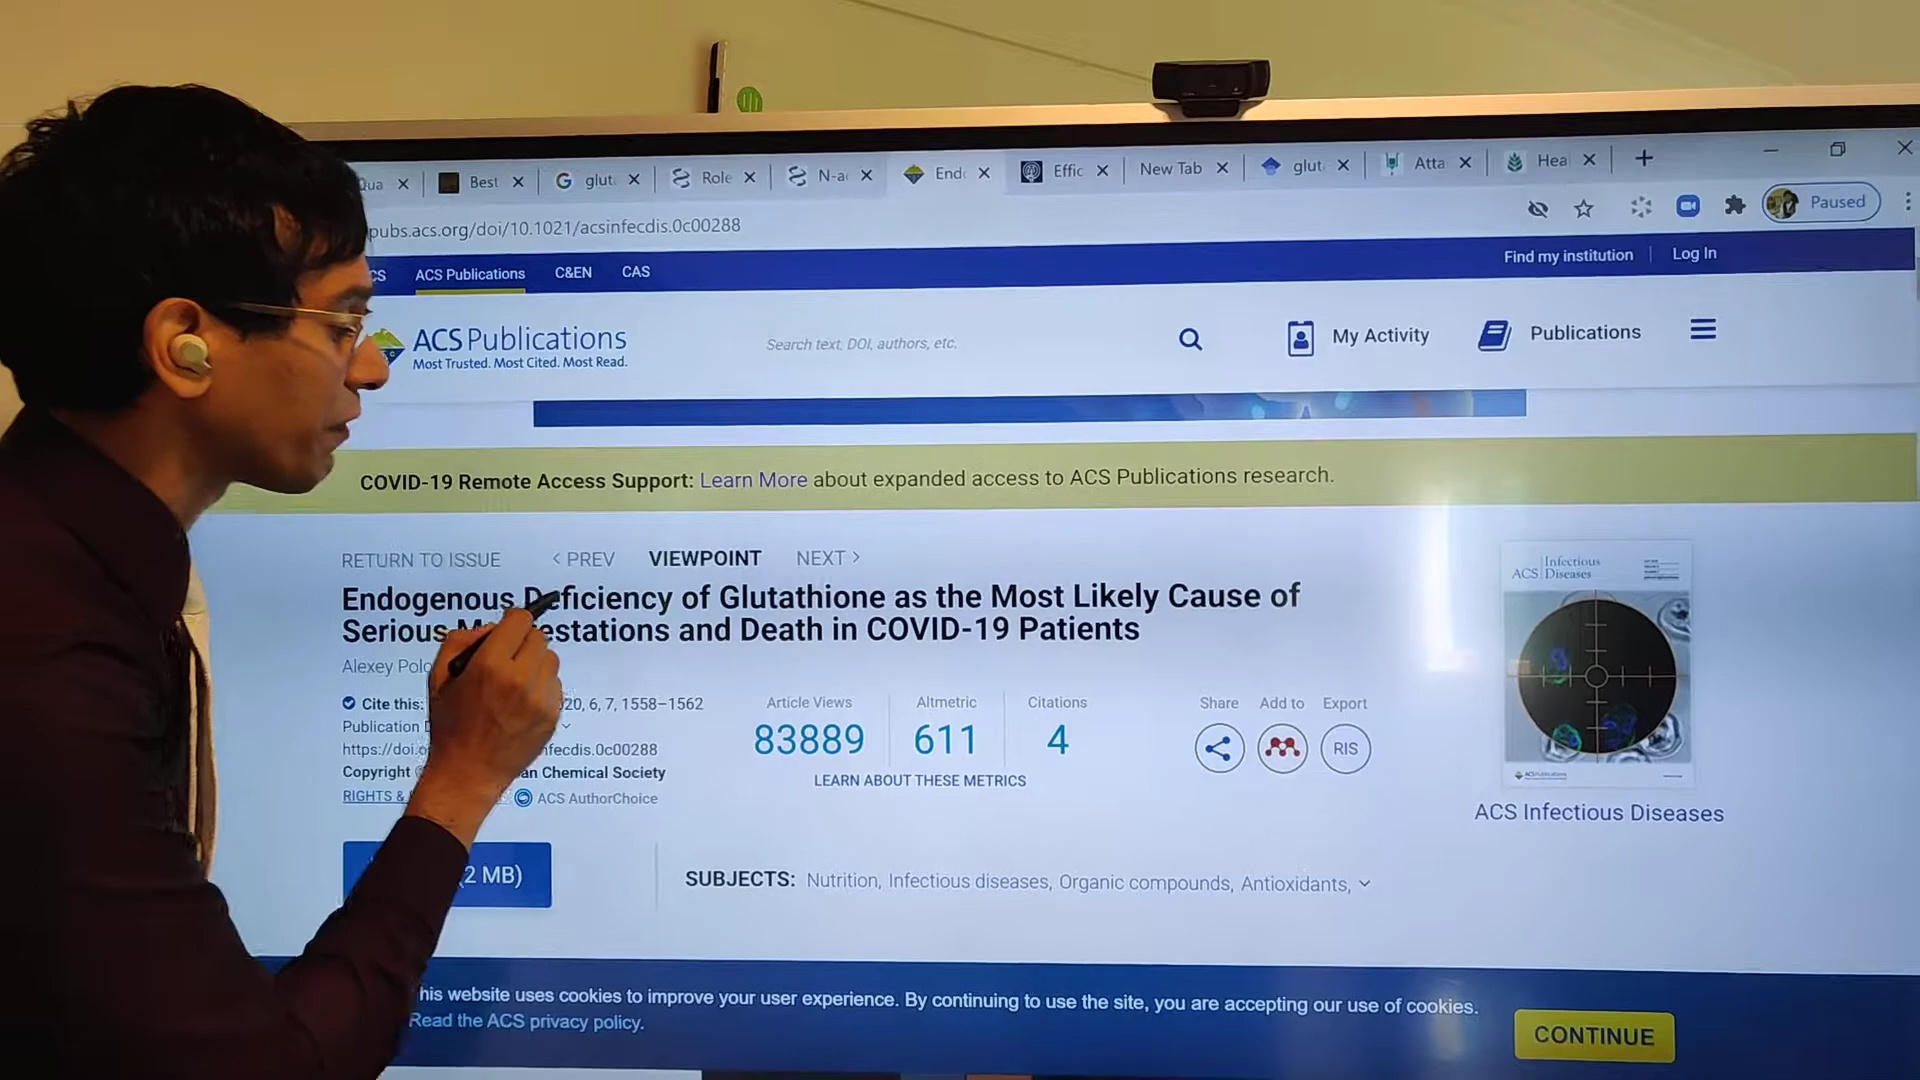 Qua
Best
glut
Role
N-ac
Endo
Effic
New Tab
glut
Atta
Hea
pubs.acs.org/doi/10.1021/acsinfecdis.0c00288
Paused
CS ACS Publications C&EN CAS
Find my institution Log In
ACS Publications
Most Trusted. Most Cited. Most Read.
Search text, DOI, authors, etc.
My Activity
Publications
COVID-19 Remote Access Support: Learn More about expanded access to ACS Publications research.
RETURN TO ISSUE < PREV VIEWPOINT NEXT >
Endogenous Deficiency of Glutathione as the Most Likely Cause of
Serious estations and Death in COVID-19 Patients
Alexey Polo
Cite this: 20, 6, 7, 1558–1562
Publication D
https://doi.o nfecdis.0c00288
Copyright an Chemical Society
RIGHTS & ACS AuthorChoice
Article Views
83889
Altmetric
611
Citations
4
LEARN ABOUT THESE METRICS
Share
Add to
Export
RIS
ACS Infectious
Diseases
ACS Publications
ACS Infectious Diseases
(2 MB)
SUBJECTS: Nutrition, Infectious diseases, Organic compounds, Antioxidants,
his website uses cookies to improve your user experience. By continuing to use the site, you are accepting our use of cookies.
Read the ACS privacy policy.
CONTINUE